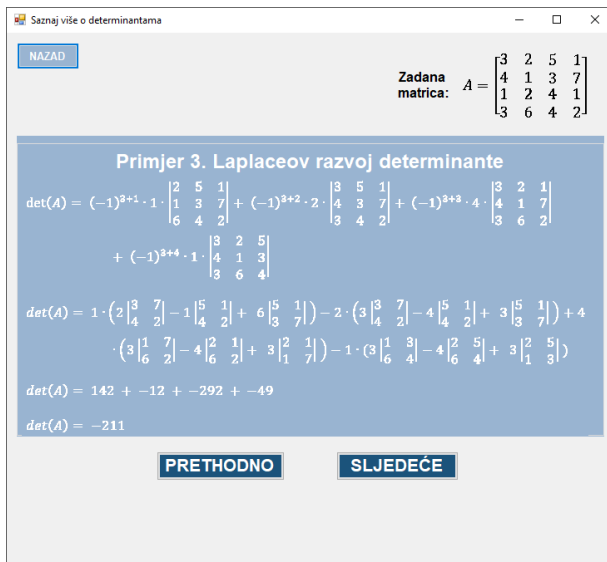 Saznaj više o determinantama
NAZAD
Zadana matrica: A = [3 2 5 1
4 1 3 7
1 2 4 1
3 6 4 2]
Primjer 3. Laplaceov razvoj determinante
det(A) = (−1)^{3+1} · 1 · |2 5 1; 1 3 7; 6 4 2| + (−1)^{3+2} · 2 · |3 5 1; 4 3 7; 3 4 2| + (−1)^{3+3} · 4 · |3 2 1; 4 1 7; 3 6 2|
+ (−1)^{3+4} · 1 · |3 2 5; 4 1 3; 3 6 4|
det(A) = 1 · (2 |3 7; 4 2| − 1 |5 1; 4 2| + 6 |5 1; 3 7|) − 2 · (3 |3 7; 4 2| − 4 |5 1; 4 2| + 3 |5 1; 3 7|) + 4
· (3 |1 7; 6 2| − 4 |2 1; 6 2| + 3 |2 1; 1 7|) − 1 · (3 |1 3; 6 4| − 4 |2 5; 6 4| + 3 |2 5; 1 3|)
det(A) = 142 + −12 + −292 + −49
det(A) = −211
PRETHODNO
SLJEDEĆE